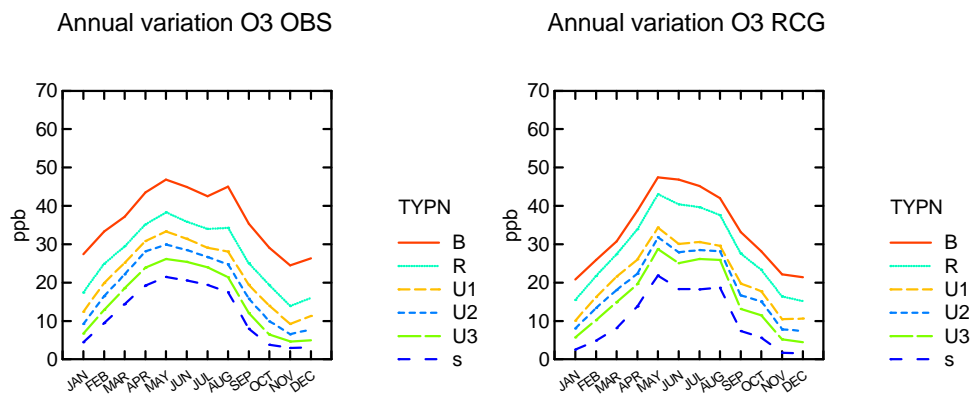 Annual variation O3 OBS
70
60
50
40
30
20
10
0
ppb
JAN
FEB
MAR
APR
MAY
JUN
JUL
AUG
SEP
OCT
NOV
DEC
TYPN
B
R
U1
U2
U3
s
Annual variation O3 RCG
70
60
50
40
30
20
10
0
ppb
JAN
FEB
MAR
APR
MAY
JUN
JUL
AUG
SEP
OCT
NOV
DEC
TYPN
B
R
U1
U2
U3
s